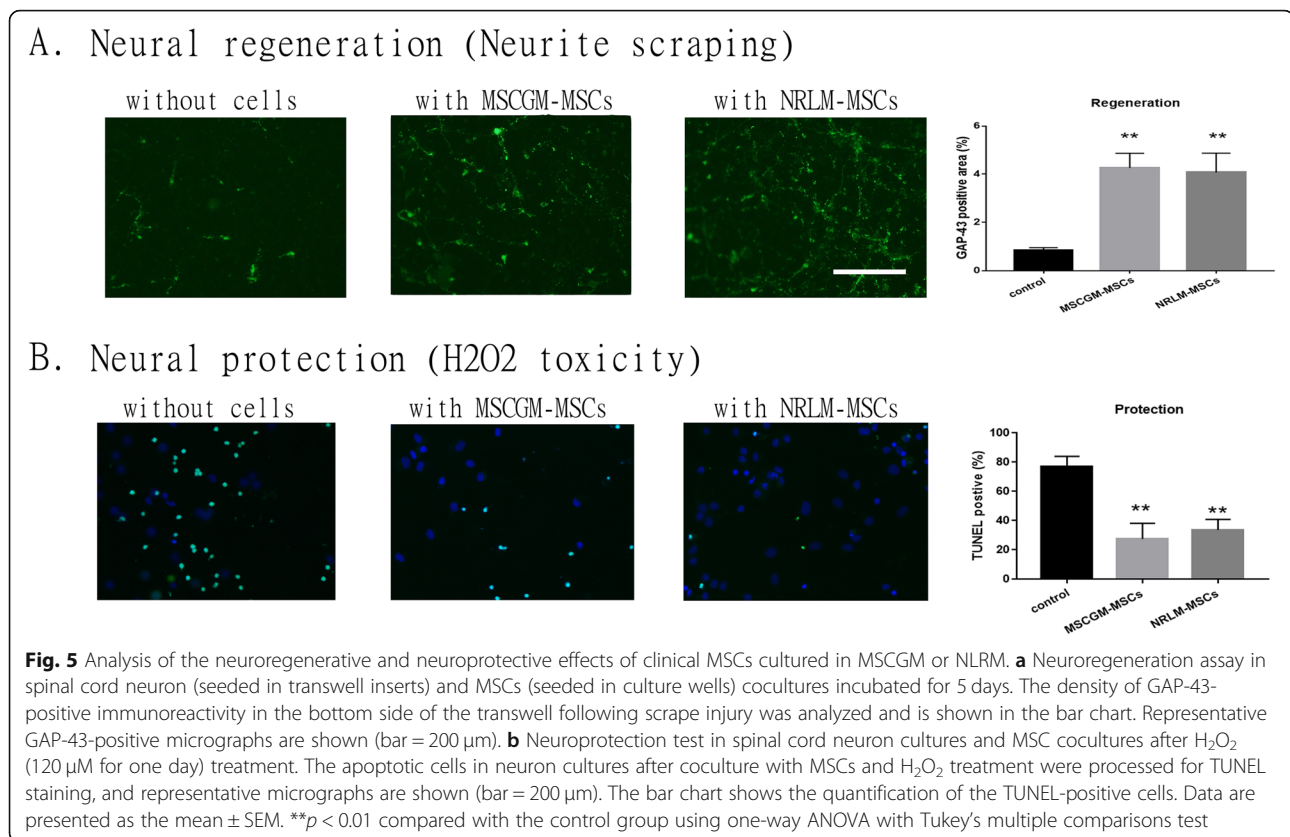 A. Neural regeneration (Neurite scraping)
without cells
with MSCGM-MSCs
with NRLM-MSCs
Regeneration
GAP-43 positive area (%)
6
4
2
0
**
**
control
MSCGM-MSCs
NRLM-MSCs
B. Neural protection (H2O2 toxicity)
without cells
with MSCGM-MSCs
with NRLM-MSCs
Protection
TUNEL postive (%)
100
80
60
40
20
0
**
**
control
MSCGM-MSCs
NRLM-MSCs
Fig. 5 Analysis of the neuroregenerative and neuroprotective effects of clinical MSCs cultured in MSCGM or NLRM. a Neuroregeneration assay in
spinal cord neuron (seeded in transwell inserts) and MSCs (seeded in culture wells) cocultures incubated for 5 days. The density of GAP-43-
positive immunoreactivity in the bottom side of the transwell following scrape injury was analyzed and is shown in the bar chart. Representative
GAP-43-positive micrographs are shown (bar = 200 μm). b Neuroprotection test in spinal cord neuron cultures and MSC cocultures after H₂O₂
(120 μM for one day) treatment. The apoptotic cells in neuron cultures after coculture with MSCs and H₂O₂ treatment were processed for TUNEL
staining, and representative micrographs are shown (bar = 200 μm). The bar chart shows the quantification of the TUNEL-positive cells. Data are
presented as the mean ± SEM. **p < 0.01 compared with the control group using one-way ANOVA with Tukey's multiple comparisons test